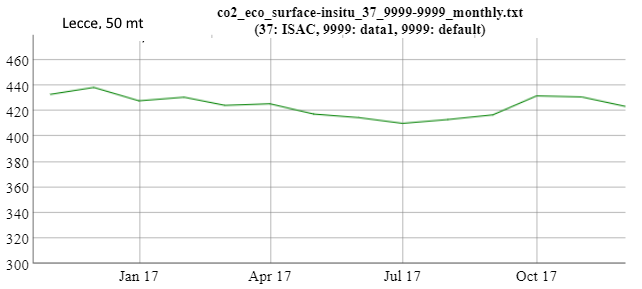 Lecce, 50 mt
co2_eco_surface-insitu_37_9999-9999_monthly.txt
(37: ISAC, 9999: data1, 9999: default)
460
440
420
400
380
360
340
320
300
Jan 17
Apr 17
Jul 17
Oct 17